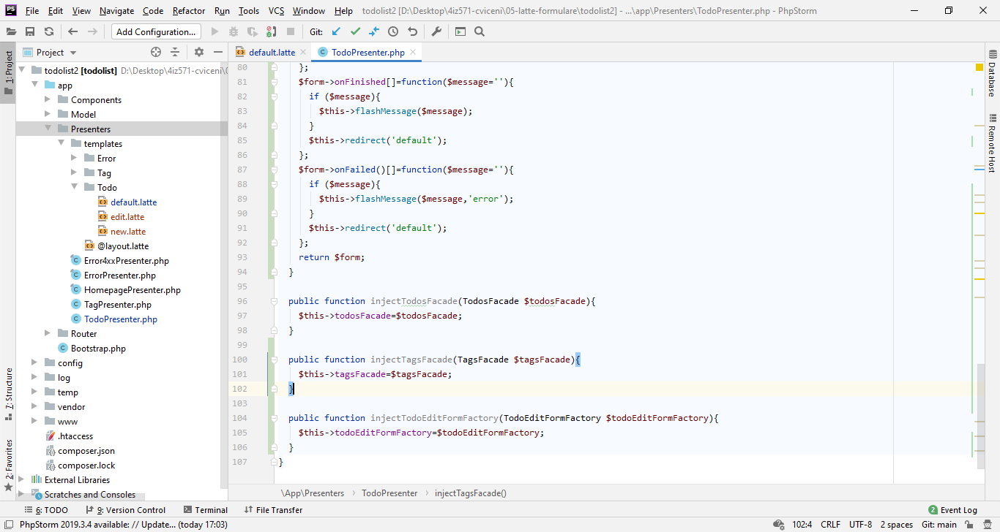 PS File Edit View Navigate Code Refactor Run Tools VCS Window Help todolist2 [D:\Desktop\4iz571-cviceni\05-latte-formulare\todolist2] - ...\app\Presenters\TodoPresenter.php - PhpStorm
Add Configuration... Git:
Project default.latte TodoPresenter.php
1: Project
7: Structure
2: Favorites
todolist2 [todolist] D:\Desktop\4iz571-cviceni\0
app
Components
Model
Presenters
templates
Error
Tag
Todo
default.latte
edit.latte
new.latte
@layout.latte
Error4xxPresenter.php
ErrorPresenter.php
HomepagePresenter.php
TagPresenter.php
TodoPresenter.php
Router
Bootstrap.php
config
log
temp
vendor
www
.htaccess
composer.json
composer.lock
External Libraries
Scratches and Consoles
80 };
81 $form->onFinished[]=function($message=''){
82 if ($message){
83 $this->flashMessage($message);
84 }
85 $this->redirect('default');
86 };
87 $form->onFailed()[]=function($message=''){
88 if ($message){
89 $this->flashMessage($message,'error');
90 }
91 $this->redirect('default');
92 };
93 return $form;
94 }
95
96 public function injectTodosFacade(TodosFacade $todosFacade){
97 $this->todosFacade=$todosFacade;
98 }
99
100 public function injectTagsFacade(TagsFacade $tagsFacade){
101 $this->tagsFacade=$tagsFacade;
102 }
103
104 public function injectTodoEditFormFactory(TodoEditFormFactory $todoEditFormFactory){
105 $this->todoEditFormFactory=$todoEditFormFactory;
106 }
107 }
Database
Remote Host
\App\Presenters › TodoPresenter › injectTagsFacade()
6: TODO 9: Version Control Terminal File Transfer 2 Event Log
PhpStorm 2019.3.4 available: // Update... (today 17:03) 102:4 CRLF UTF-8 2 spaces Git: main